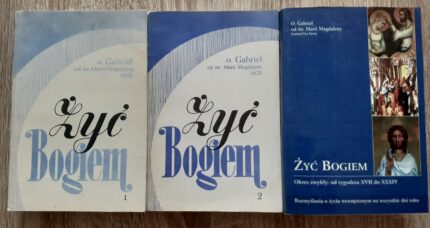 o. Gabriel
od św. Marii Magdaleny
OCD
Żyć
Bogiem
1
o. Gabriel
od św. Marii Magdaleny
OCD
Żyć
Bogiem
2
O. Gabriel
od św. Marii Magdaleny
karmelita bosy
ŻYĆ BOGIEM
Okres zwykły: od tygodnia XVII do XXXIV
Rozmyślania o życiu wewnętrznym na wszystkie dni roku